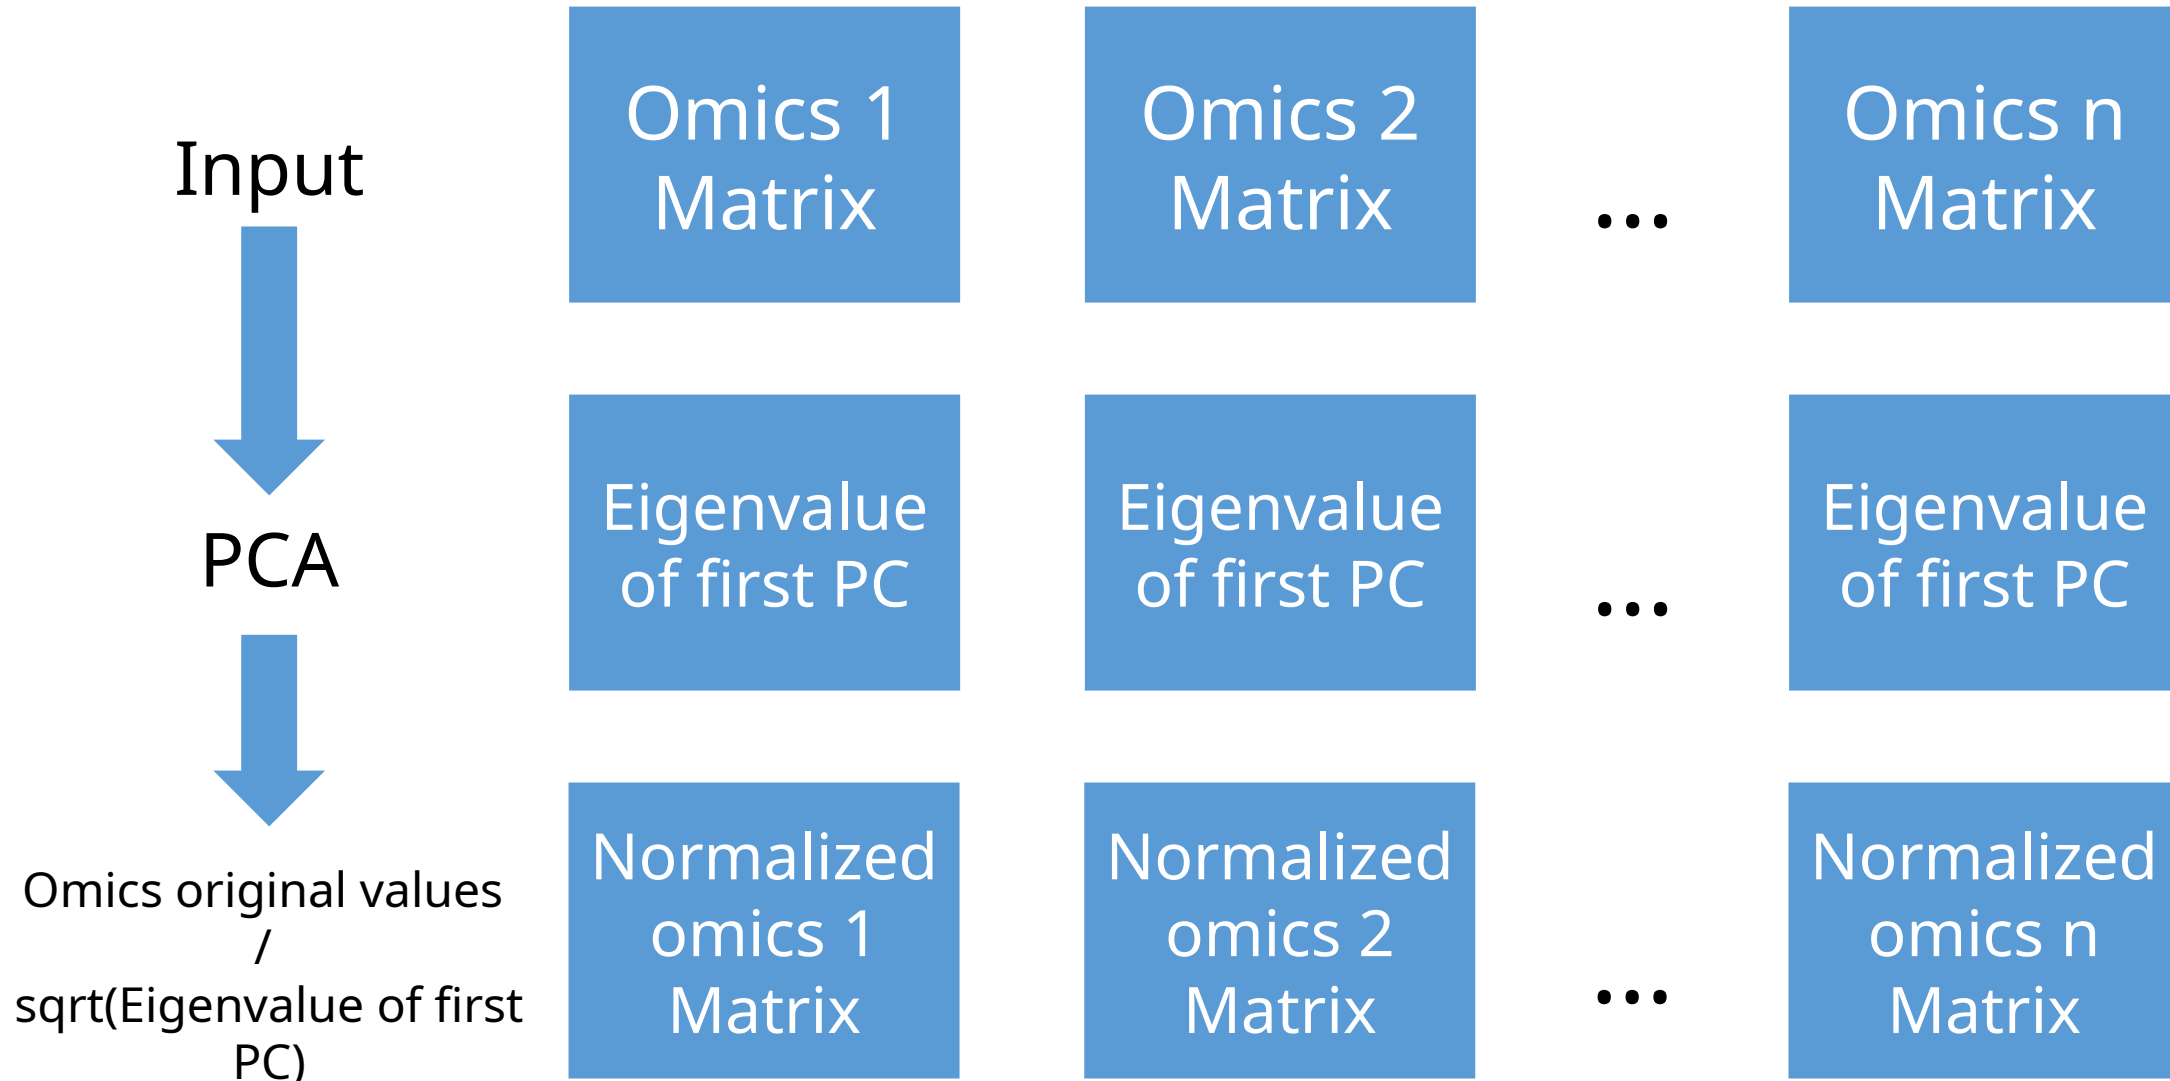 Input
Omics 1
Matrix
Omics 2
Matrix
...
Omics n
Matrix
PCA
Eigenvalue
of first PC
Eigenvalue
of first PC
...
Eigenvalue
of first PC
Omics original values
/
sqrt(Eigenvalue of first
PC)
Normalized
omics 1
Matrix
Normalized
omics 2
Matrix
...
Normalized
omics n
Matrix